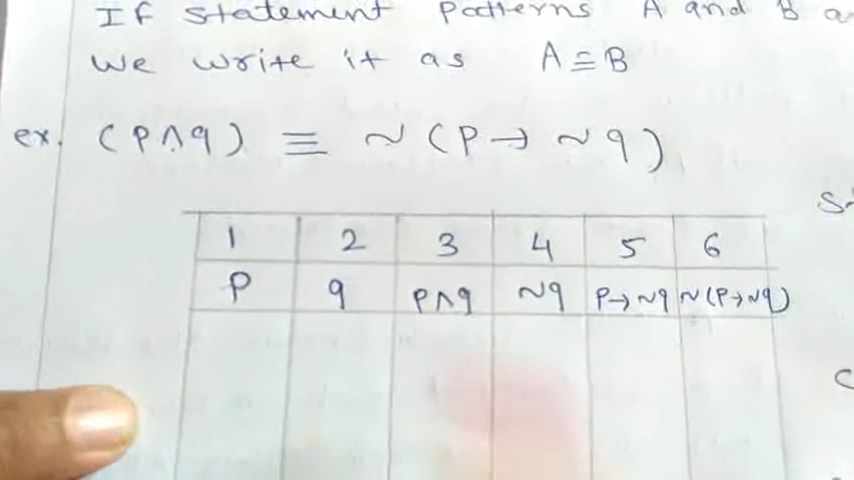 If statement patterns A and B
We write it as A ≡ B
ex. (p∧q) ≡ ~(p→ ~q)
1 2 3 4 5 6
p q p∧q ~q p→~q ~(p→~q)